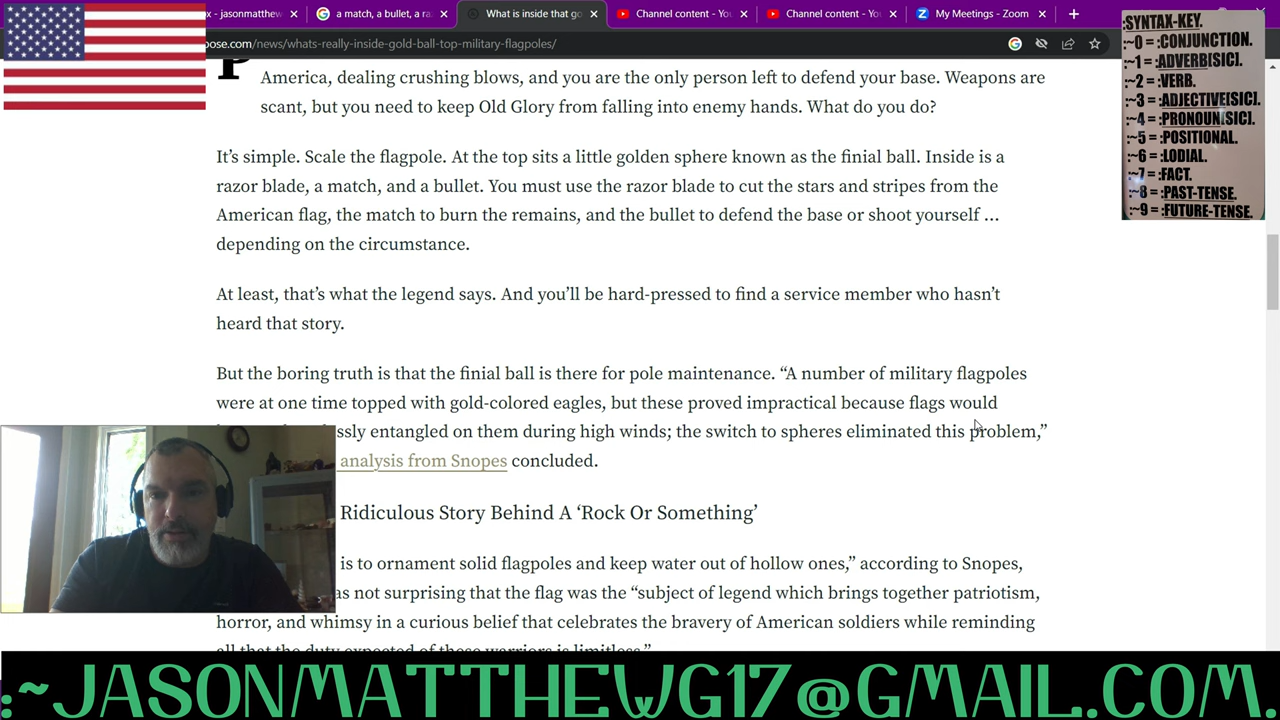 x - jasonmatthew
a match, a bullet, a ra
What is inside that go
Channel content - You
Channel content - You
My Meetings - Zoom
pose.com/news/whats-really-inside-gold-ball-top-military-flagpoles/
America, dealing crushing blows, and you are the only person left to defend your base. Weapons are
scant, but you need to keep Old Glory from falling into enemy hands. What do you do?
It’s simple. Scale the flagpole. At the top sits a little golden sphere known as the finial ball. Inside is a
razor blade, a match, and a bullet. You must use the razor blade to cut the stars and stripes from the
American flag, the match to burn the remains, and the bullet to defend the base or shoot yourself …
depending on the circumstance.
At least, that’s what the legend says. And you’ll be hard-pressed to find a service member who hasn’t
heard that story.
But the boring truth is that the finial ball is there for pole maintenance. “A number of military flagpoles
were at one time topped with gold-colored eagles, but these proved impractical because flags would
ssly entangled on them during high winds; the switch to spheres eliminated this problem,”
analysis from Snopes concluded.
Ridiculous Story Behind A ‘Rock Or Something’
is to ornament solid flagpoles and keep water out of hollow ones,” according to Snopes,
as not surprising that the flag was the “subject of legend which brings together patriotism,
horror, and whimsy in a curious belief that celebrates the bravery of American soldiers while reminding
all that the duty expected of these warriors is limitless.”
:SYNTAX-KEY.
:~0 = :CONJUNCTION.
:~1 = :ADVERB[SIC].
:~2 = :VERB.
:~3 = :ADJECTIVE[SIC].
:~4 = :PRONOUN[SIC].
:~5 = :POSITIONAL.
:~6 = :LODIAL.
:~7 = :FACT.
:~8 = :PAST-TENSE.
:~9 = :FUTURE-TENSE.
:~JASONMATTHEWG17@GMAIL.COM.